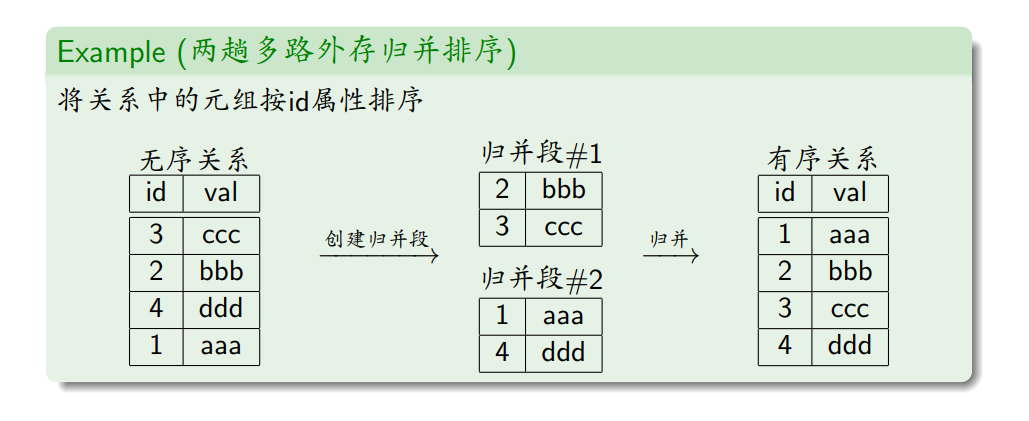 Example (两趟多路外存归并排序)
将关系中的元组按id属性排序
无序关系
id val
3 ccc
2 bbb
4 ddd
1 aaa
创建归并段
归并段#1
2 bbb
3 ccc
归并段#2
1 aaa
4 ddd
归并
有序关系
id val
1 aaa
2 bbb
3 ccc
4 ddd